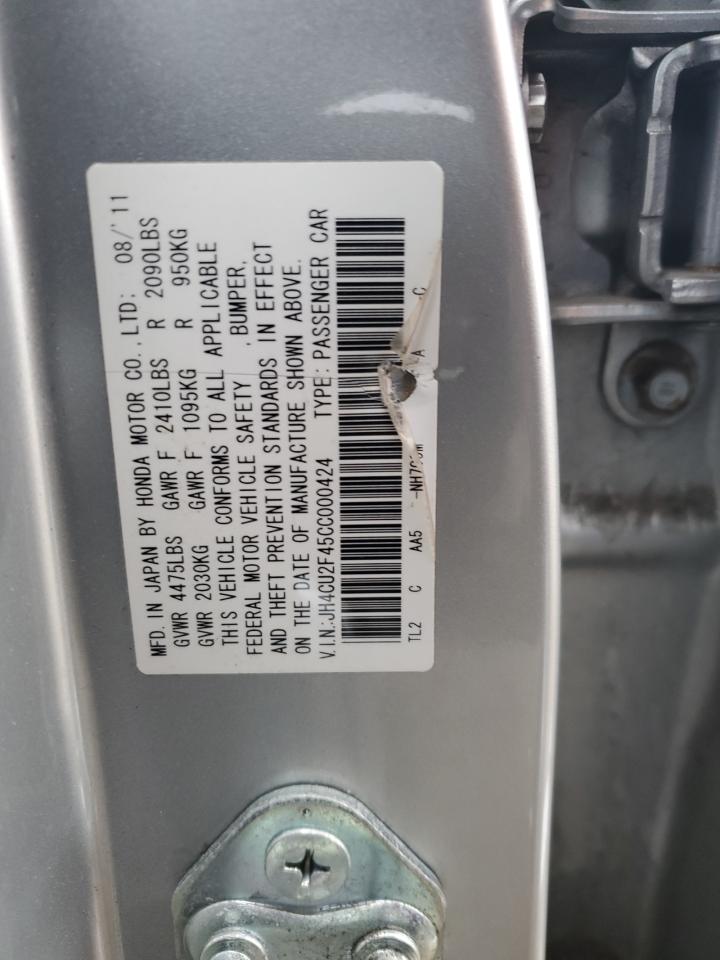 MFD. IN JAPAN BY HONDA MOTOR CO., LTD: 08/'11
GVWR 4475LBS GAWR F 2410LBS R 2090LBS
GVWR 2030KG GAWR F 1095KG R 950KG
THIS VEHICLE CONFORMS TO ALL APPLICABLE
FEDERAL MOTOR VEHICLE SAFETY , BUMPER,
AND THEFT PREVENTION STANDARDS IN EFFECT
ON THE DATE OF MANUFACTURE SHOWN ABOVE.
V.I.N.:JH4CU2F45CC000424 TYPE: PASSENGER CAR
TL2 C AA5 A C